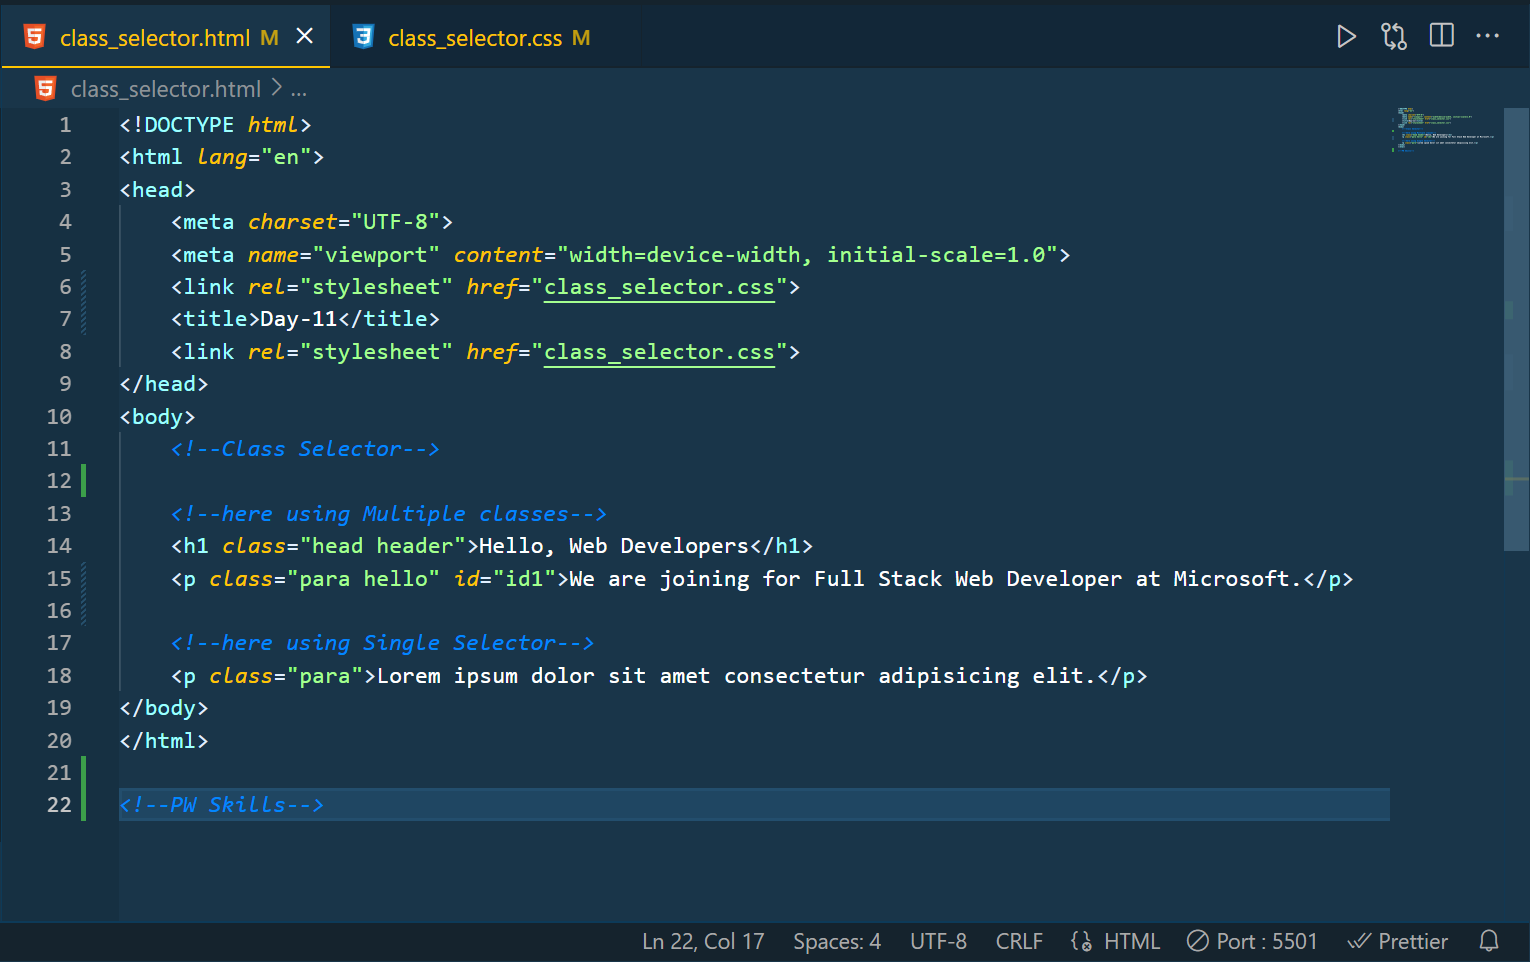 class_selector.html M
class_selector.css M
class_selector.html > ...
1 <!DOCTYPE html>
2 <html lang="en">
3 <head>
4 <meta charset="UTF-8">
5 <meta name="viewport" content="width=device-width, initial-scale=1.0">
6 <link rel="stylesheet" href="class_selector.css">
7 <title>Day-11</title>
8 <link rel="stylesheet" href="class_selector.css">
9 </head>
10 <body>
11 <!--Class Selector-->
12
13 <!--here using Multiple classes-->
14 <h1 class="head header">Hello, Web Developers</h1>
15 <p class="para hello" id="id1">We are joining for Full Stack Web Developer at Microsoft.</p>
16
17 <!--here using Single Selector-->
18 <p class="para">Lorem ipsum dolor sit amet consectetur adipisicing elit.</p>
19 </body>
20 </html>
21
22 <!--PW Skills-->
Ln 22, Col 17 Spaces: 4 UTF-8 CRLF HTML Port : 5501 Prettier